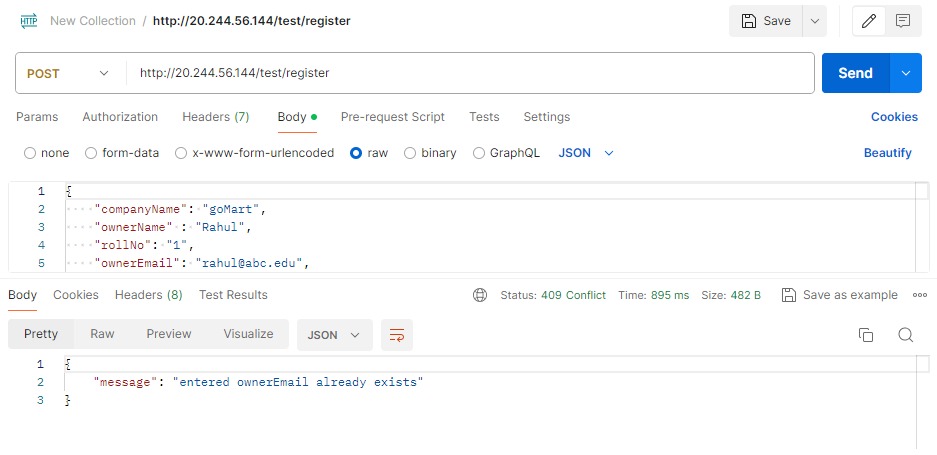 HTTP New Collection / http://20.244.56.144/test/register Save
POST http://20.244.56.144/test/register Send
Params Authorization Headers (7) Body Pre-request Script Tests Settings Cookies
none form-data x-www-form-urlencoded raw binary GraphQL JSON Beautify
1 {
2 "companyName": "goMart",
3 "ownerName" : "Rahul",
4 "rollNo": "1",
5 "ownerEmail": "rahul@abc.edu",
Body Cookies Headers (8) Test Results Status: 409 Conflict Time: 895 ms Size: 482 B Save as example
Pretty Raw Preview Visualize JSON
1 {
2 "message": "entered ownerEmail already exists"
3 }